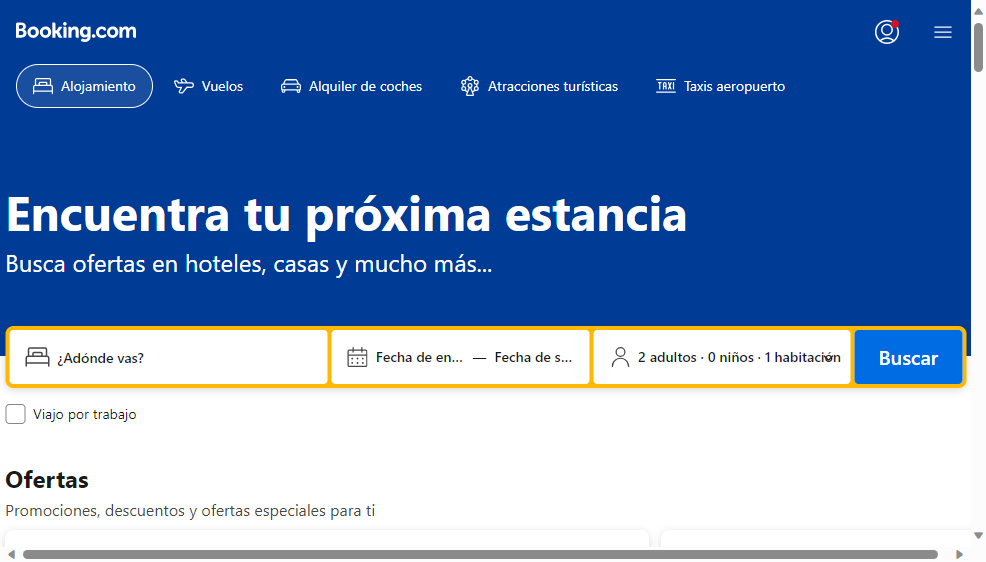 Booking.com
Alojamiento
Vuelos
Alquiler de coches
Atracciones turísticas
TAXI
Taxis aeropuerto
Encuentra tu próxima estancia
Busca ofertas en hoteles, casas y mucho más...
¿Adónde vas?
Fecha de en... — Fecha de s...
2 adultos · 0 niños · 1 habitación
Buscar
Viajo por trabajo
Ofertas
Promociones, descuentos y ofertas especiales para ti